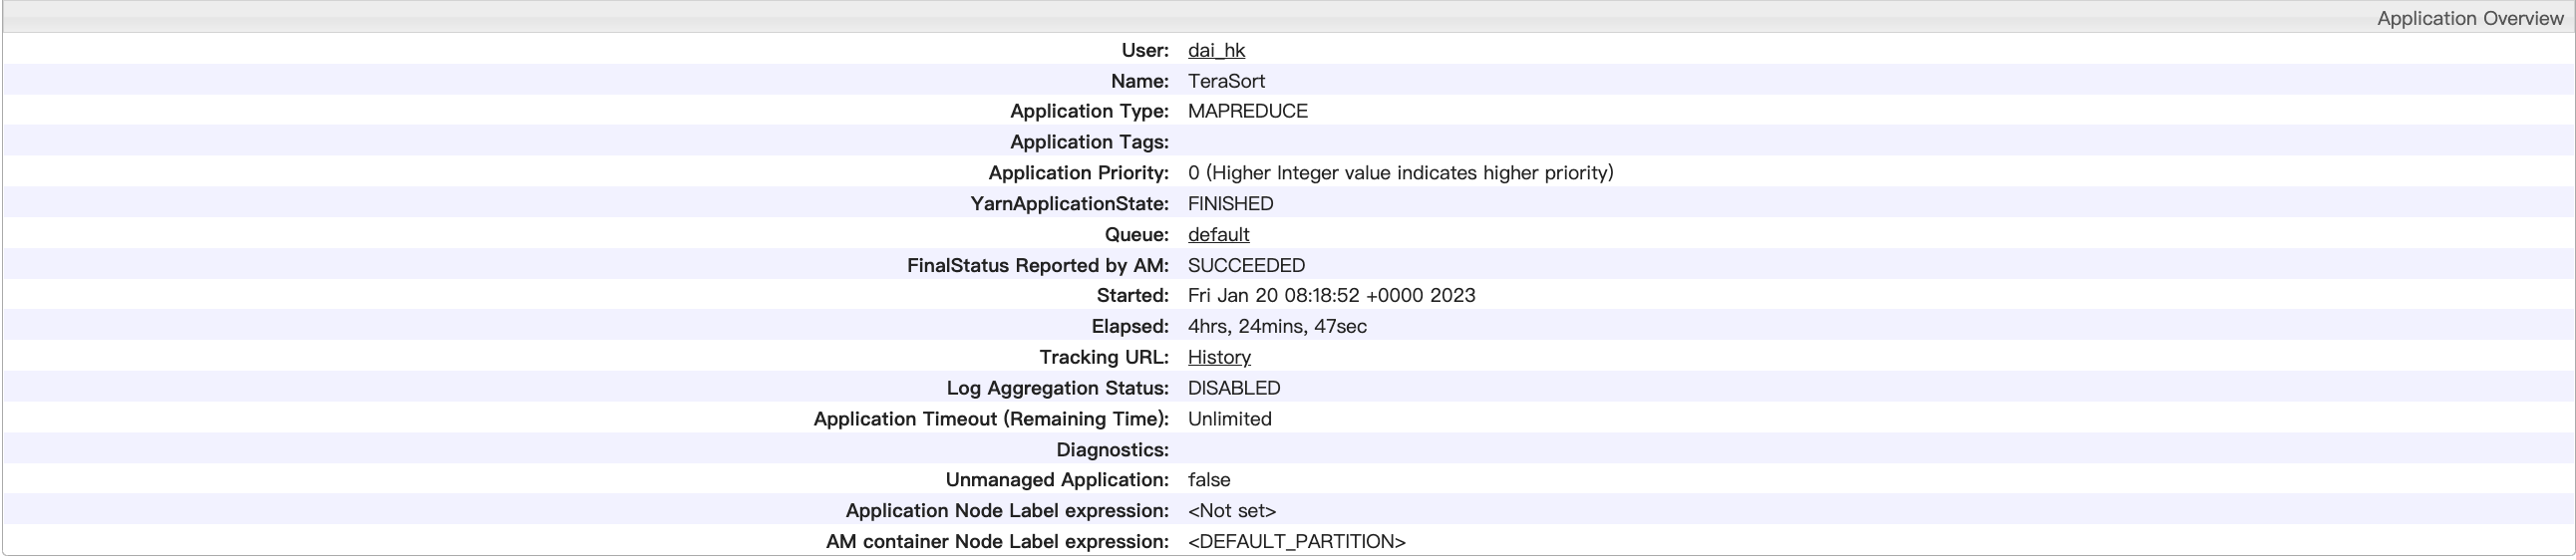 Application Overview
User: dai_hk
Name: TeraSort
Application Type: MAPREDUCE
Application Tags:
Application Priority: 0 (Higher Integer value indicates higher priority)
YarnApplicationState: FINISHED
Queue: default
FinalStatus Reported by AM: SUCCEEDED
Started: Fri Jan 20 08:18:52 +0000 2023
Elapsed: 4hrs, 24mins, 47sec
Tracking URL: History
Log Aggregation Status: DISABLED
Application Timeout (Remaining Time): Unlimited
Diagnostics:
Unmanaged Application: false
Application Node Label expression: <Not set>
AM container Node Label expression: <DEFAULT_PARTITION>